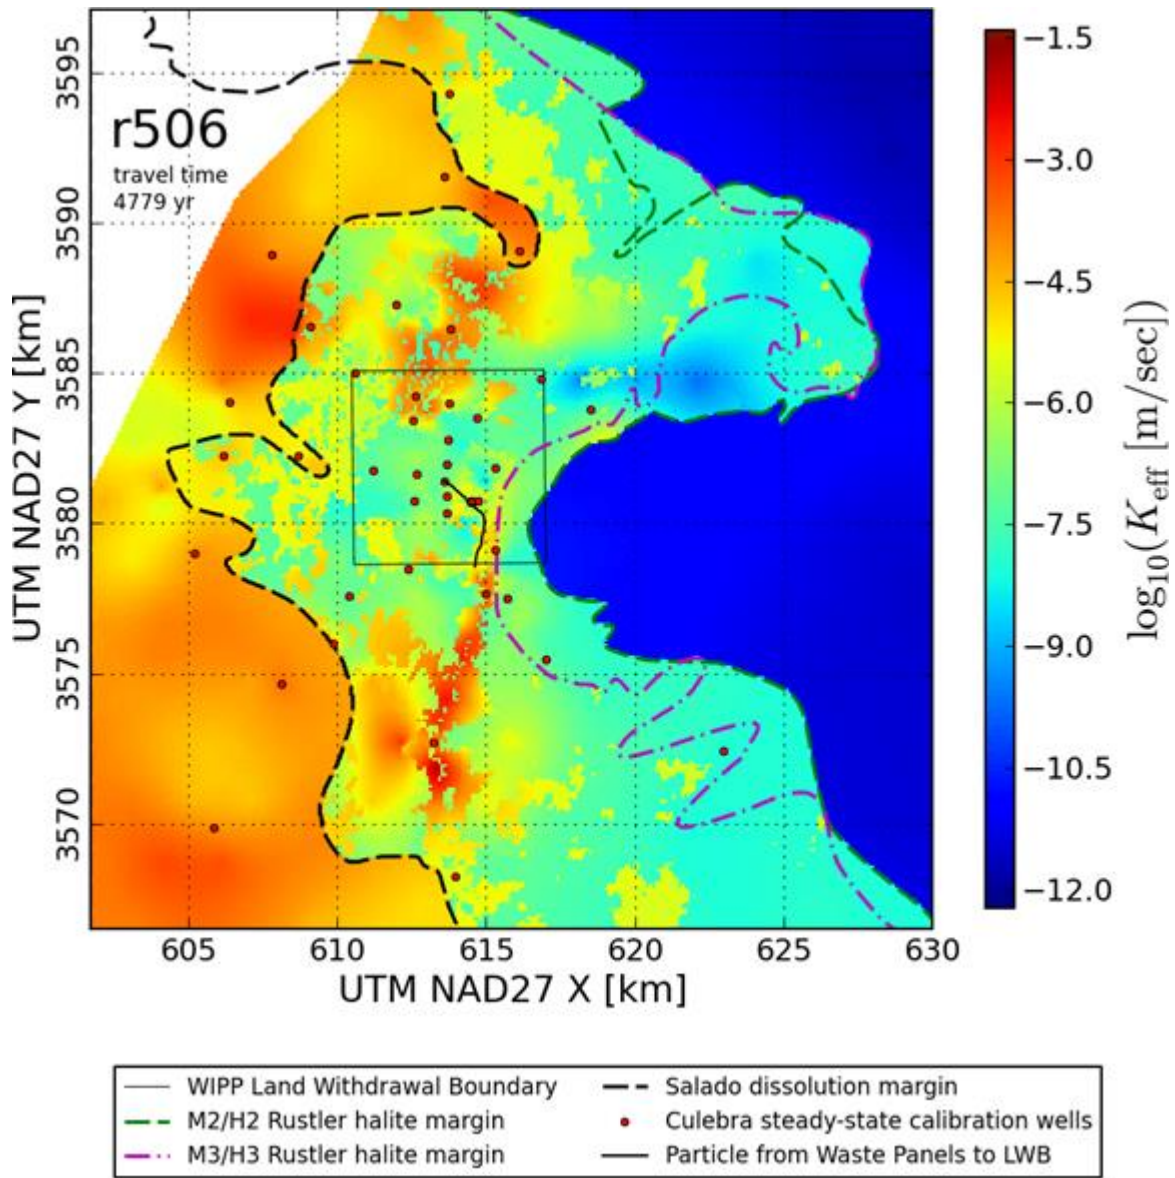 r506
travel time
4779 yr
3595
3590
3585
3580
3575
3570
UTM NAD27 Y [km]
605 610 615 620 625 630
UTM NAD27 X [km]
−1.5
−3.0
−4.5
−6.0
−7.5
−9.0
−10.5
−12.0
log10(Keff [m/sec])
WIPP Land Withdrawal Boundary
M2/H2 Rustler halite margin
M3/H3 Rustler halite margin
Salado dissolution margin
Culebra steady-state calibration wells
Particle from Waste Panels to LWB